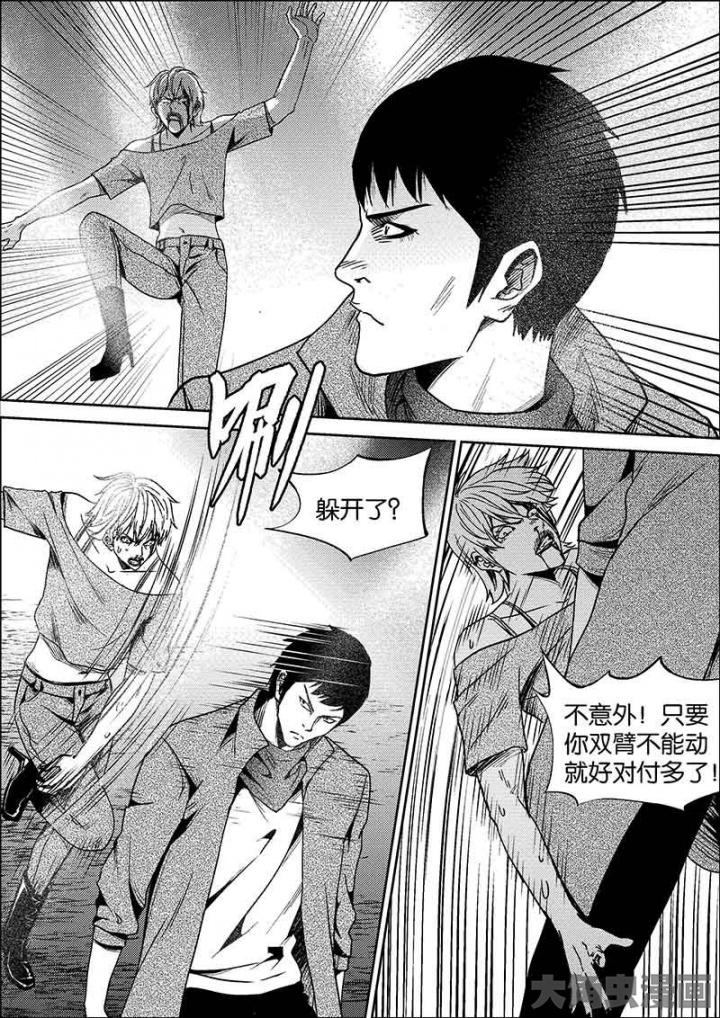 唰
躲开了？
不意外！只要
你双臂不能动
就好对付多了！
大角虫漫画